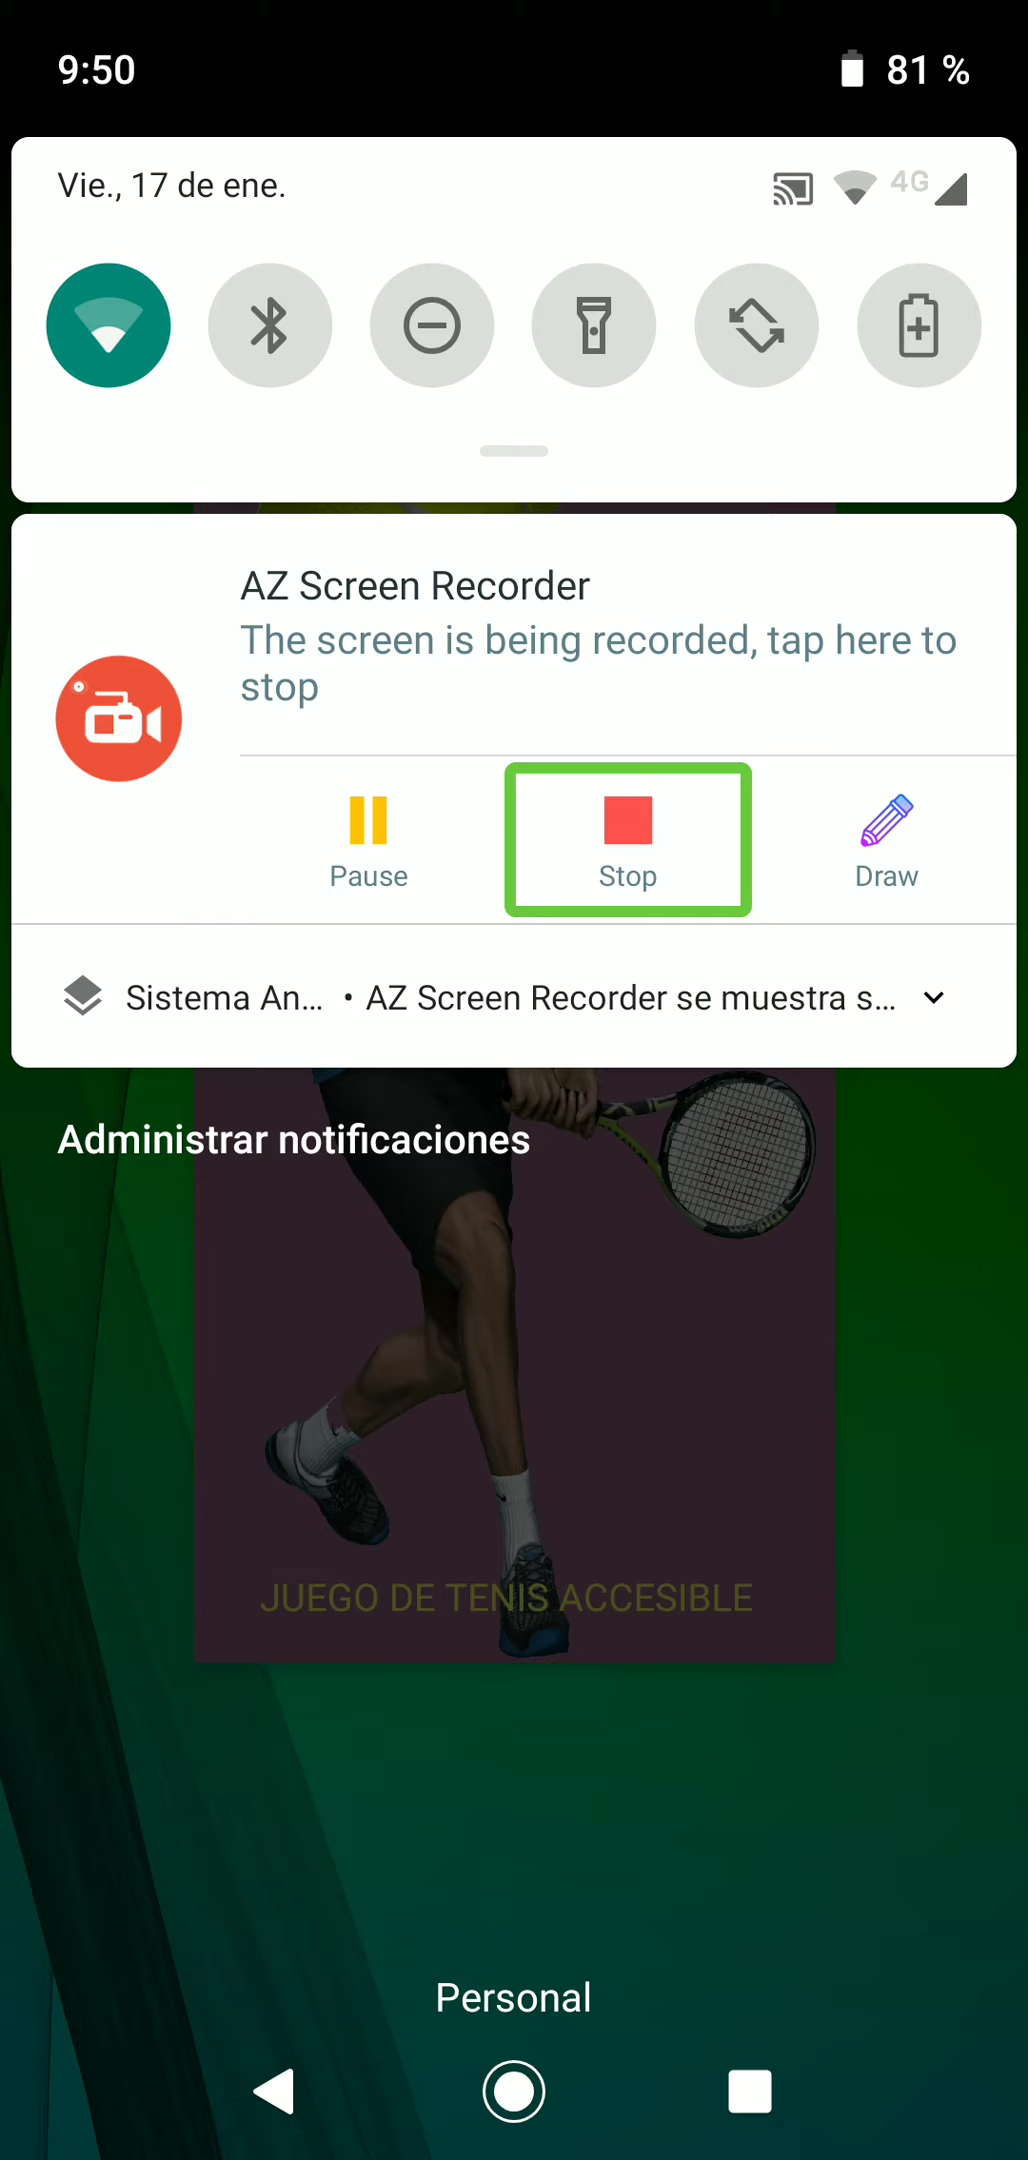 9:50
81 %
Vie., 17 de ene.
4G
AZ Screen Recorder
The screen is being recorded, tap here to
stop
Pause
Stop
Draw
Sistema An… • AZ Screen Recorder se muestra s…
Administrar notificaciones
JUEGO DE TENIS ACCESIBLE
Personal